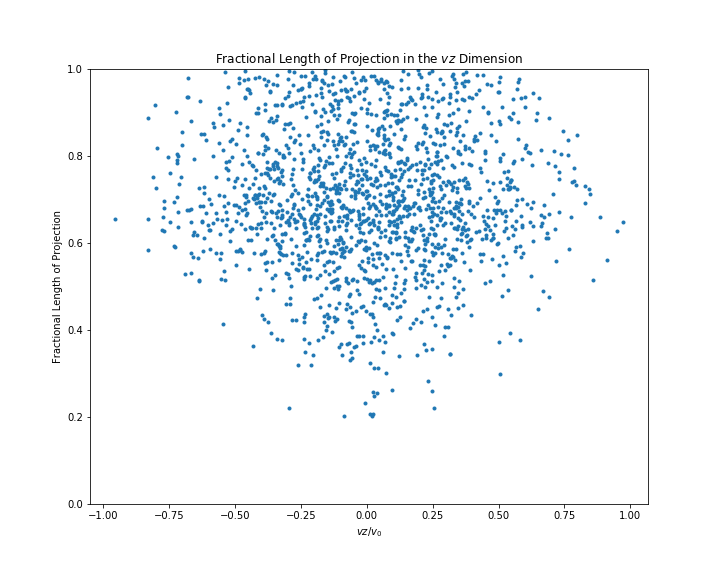 Fractional Length of Projection in the vz Dimension
Fractional Length of Projection
1.0
0.8
0.6
0.4
0.2
0.0
−1.00 −0.75 −0.50 −0.25 0.00 0.25 0.50 0.75 1.00
vz/v₀